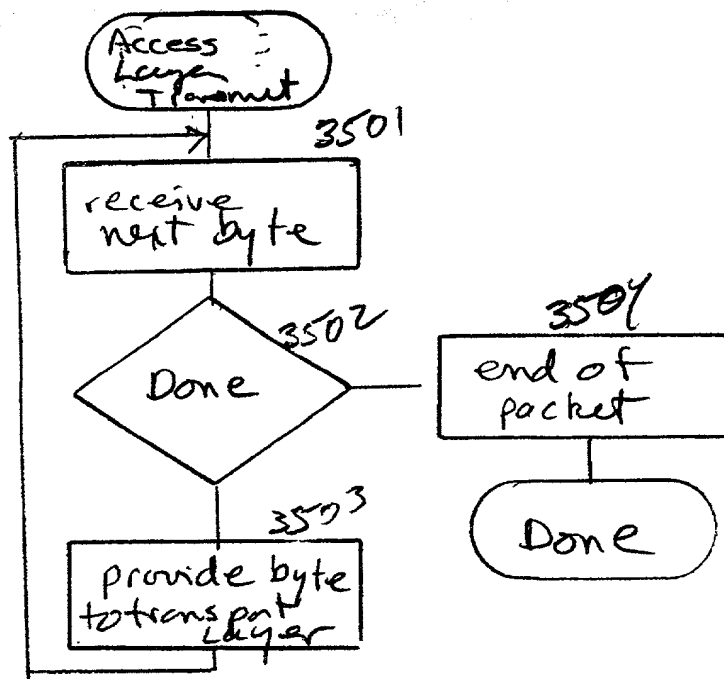 Access
Layer
Transmit
3501
receive
next byte
3502
Done
3504
end of
packet
3503
provide byte
to transport
Layer
Done